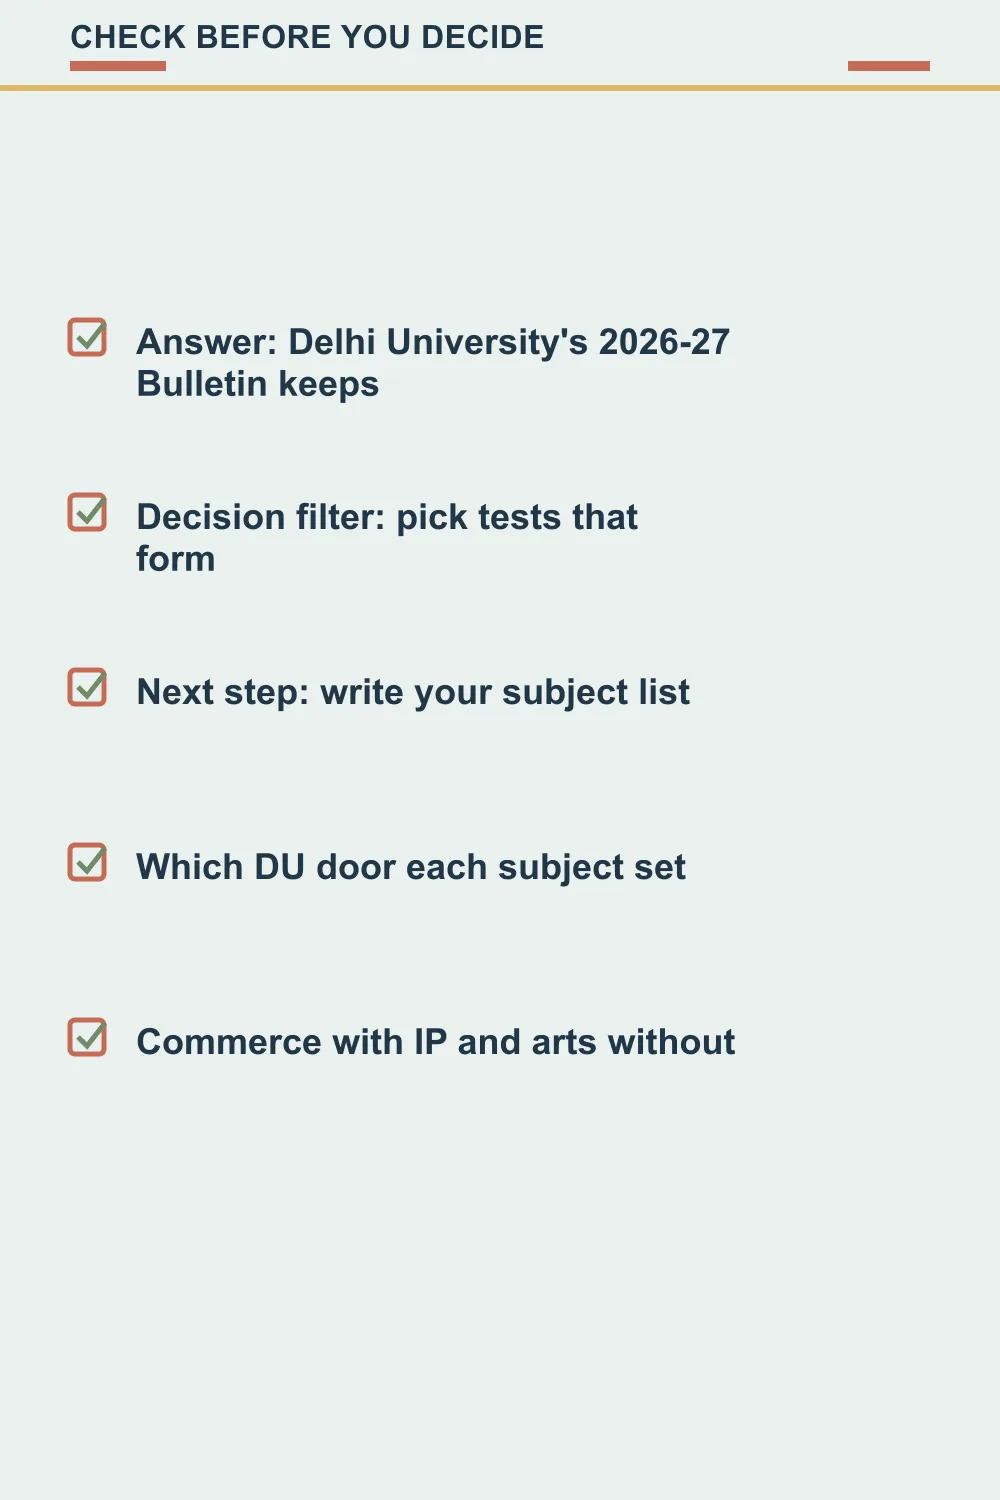 CHECK BEFORE YOU DECIDE
Answer: Delhi University's 2026-27
Bulletin keeps
Decision filter: pick tests that
form
Next step: write your subject list
Which DU door each subject set
Commerce with IP and arts without